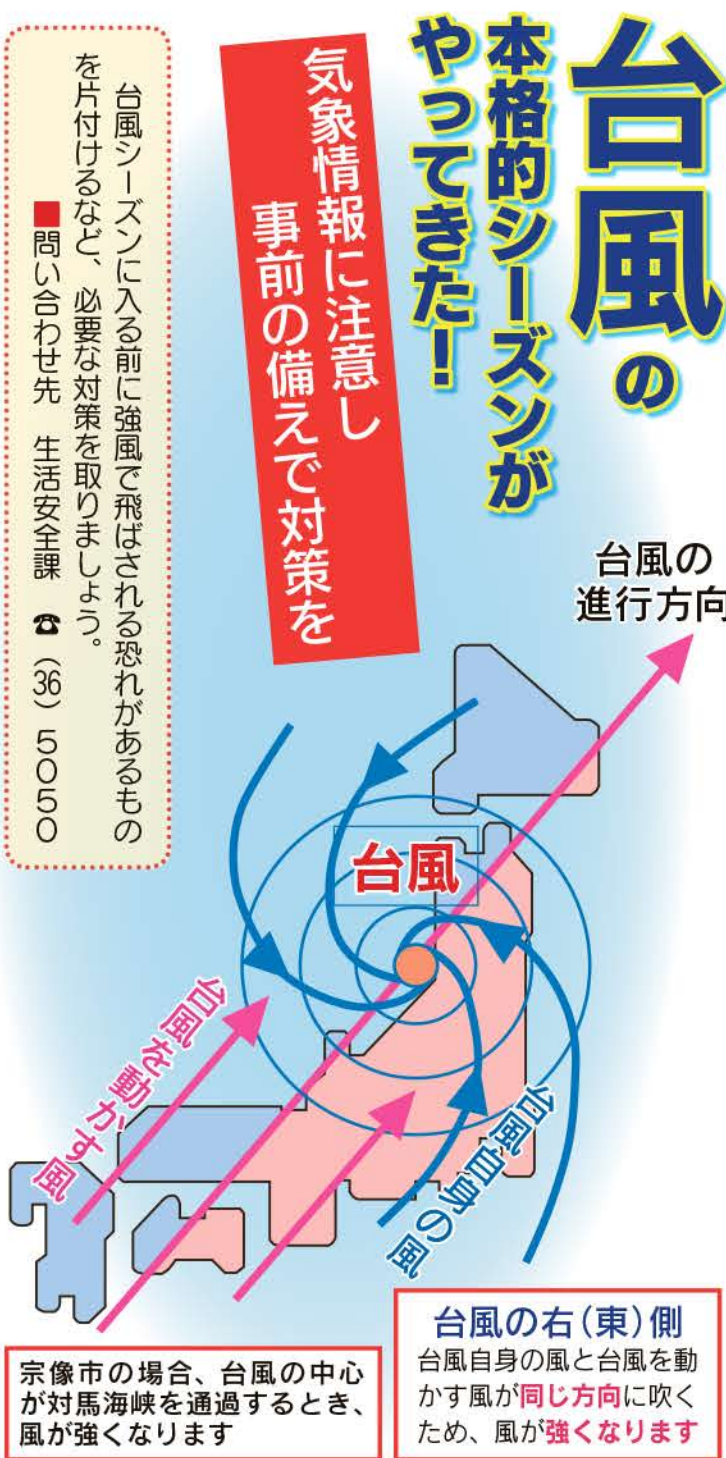 台風の
本格的シーズンが
やってきた!
気象情報に注意し
事前の備えで対策を
台風シーズンに入る前に強風で飛ばされる恐れがあるもの
を片付けるなど、必要な対策を取りましょう。
■問い合わせ先 生活安全課 ☎(36)5050
台風の
進行方向
台風
台風を動かす風
台風自身の風
台風の右(東)側
台風自身の風と台風を動
かす風が同じ方向に吹く
ため、風が強くなります
宗像市の場合、台風の中心
が対馬海峡を通過するとき、
風が強くなります